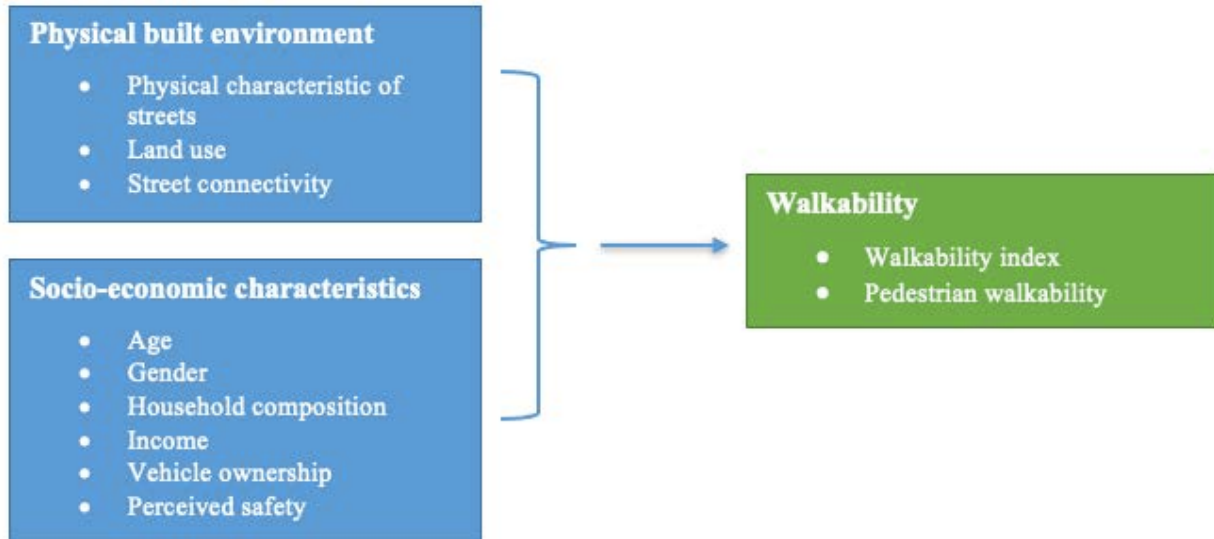 Physical built environment
• Physical characteristic of
streets
• Land use
• Street connectivity
Socio-economic characteristics
• Age
• Gender
• Household composition
• Income
• Vehicle ownership
• Perceived safety
Walkability
• Walkability index
• Pedestrian walkability